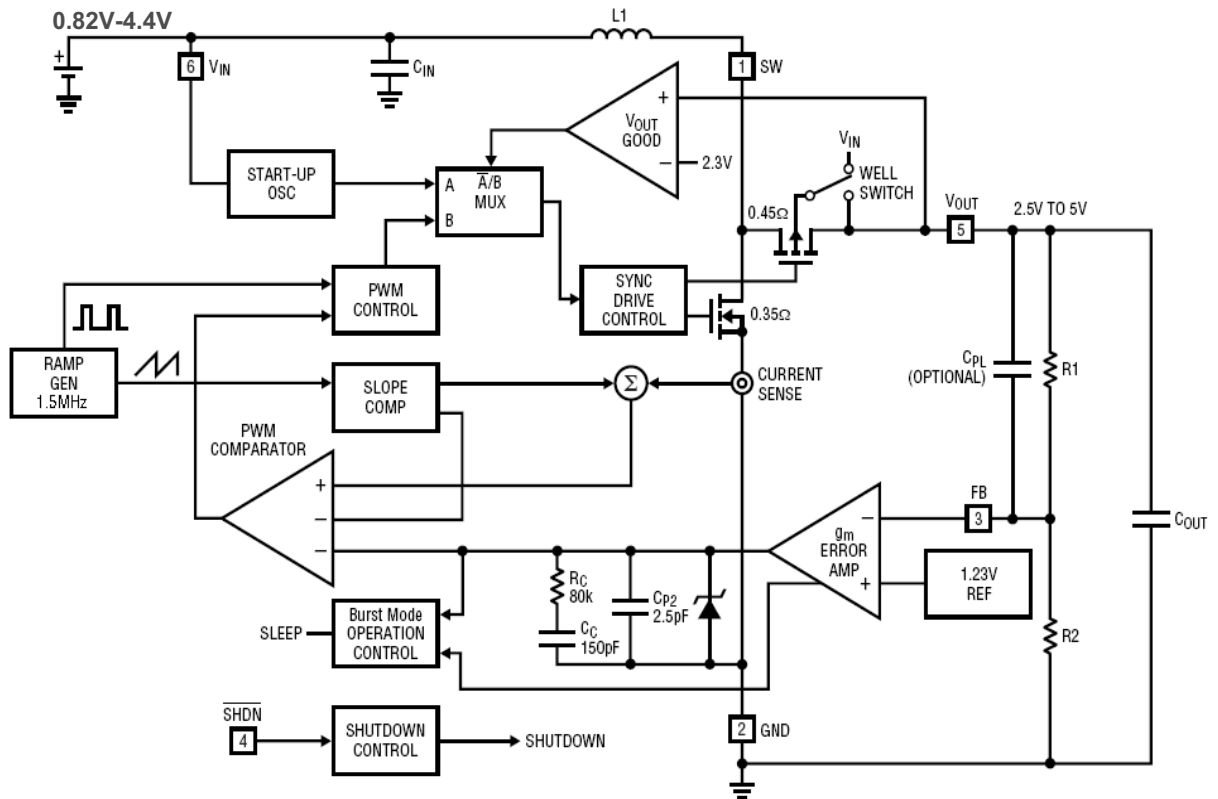 0.82V-4.4V
L1
+
6
VIN
CIN
1
SW
+
VOUT
GOOD
−
2.3V
VIN
WELL
SWITCH
START-UP
OSC
A
A̅/B
MUX
B
0.45Ω
VOUT
5
2.5V TO 5V
PWM
CONTROL
SYNC
DRIVE
CONTROL
0.35Ω
RAMP
GEN
1.5MHz
SLOPE
COMP
Σ
CURRENT
SENSE
CPL
(OPTIONAL)
R1
PWM
COMPARATOR
+
−
−
FB
3
−
gm
ERROR
AMP
+
1.23V
REF
COUT
RC
80k
CP2
2.5pF
CC
150pF
R2
SLEEP
Burst Mode
OPERATION
CONTROL
S̅H̅D̅N̅
4
SHUTDOWN
CONTROL
SHUTDOWN
2
GND